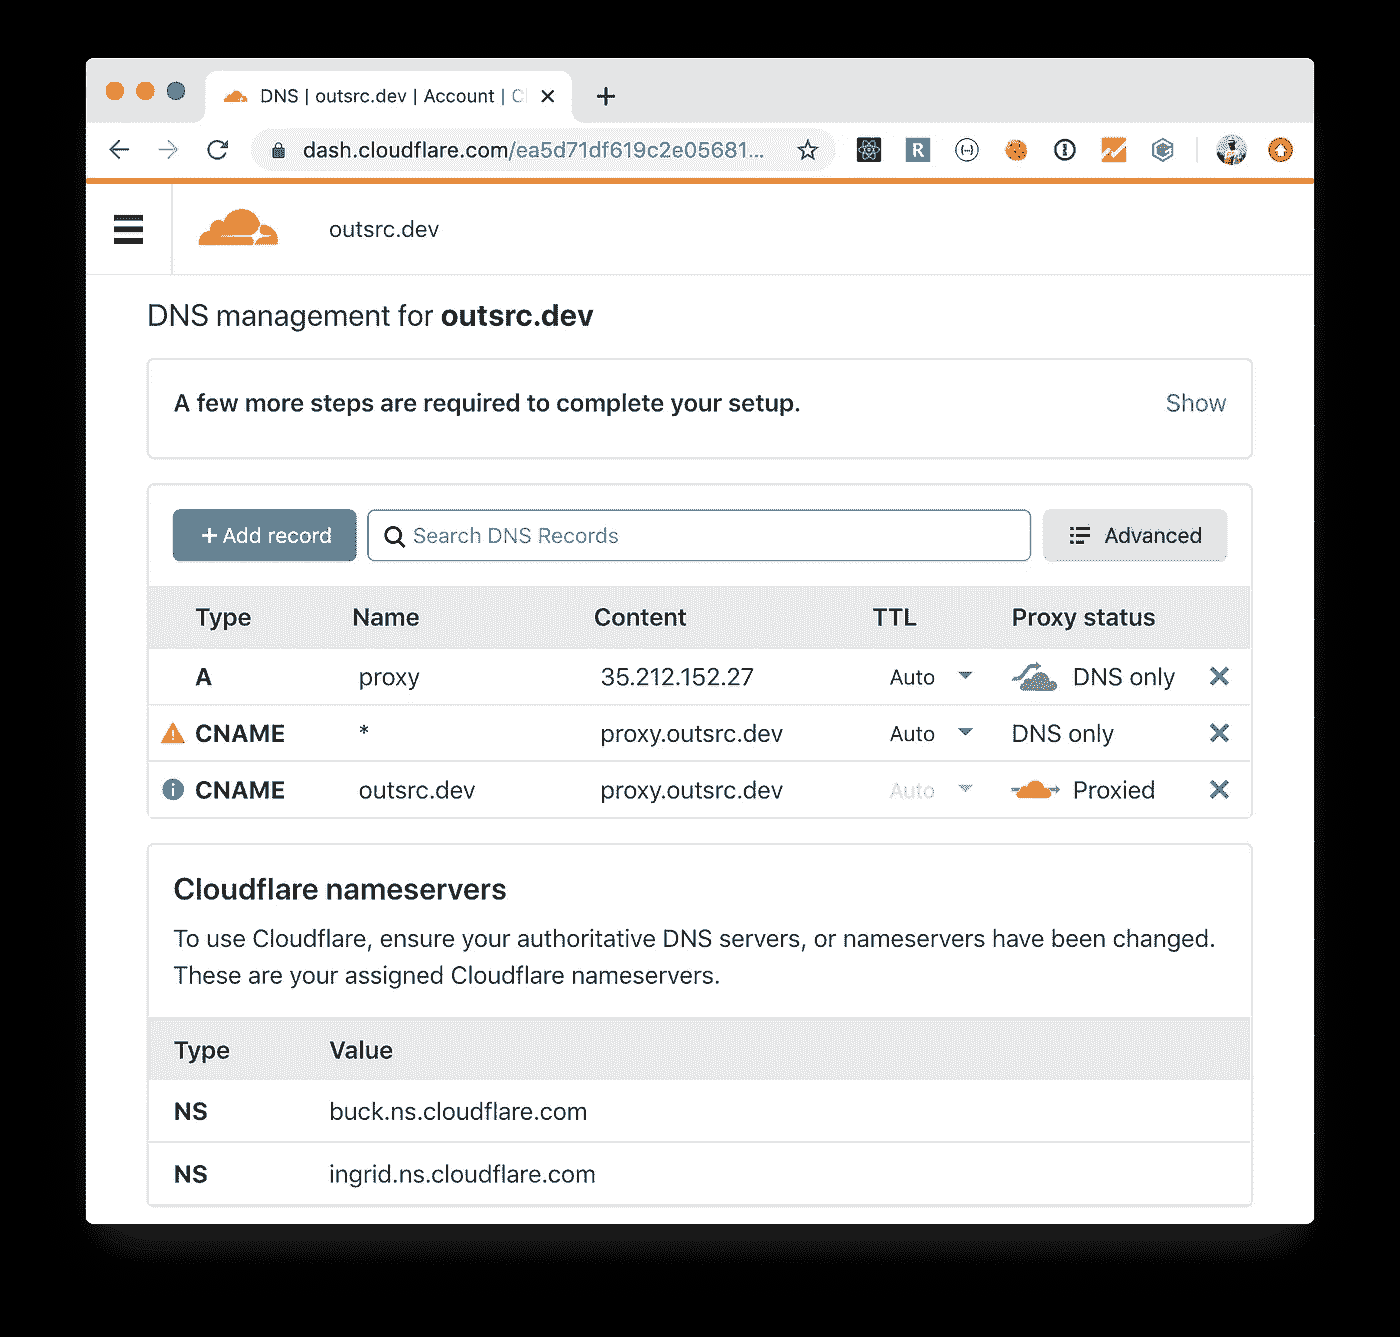 DNS | outsrc.dev | Account | C
dash.cloudflare.com/ea5d71df619c2e05681...
R
outsrc.dev
DNS management for outsrc.dev
A few more steps are required to complete your setup. Show
+ Add record Search DNS Records Advanced
Type Name Content TTL Proxy status
A proxy 35.212.152.27 Auto DNS only
CNAME * proxy.outsrc.dev Auto DNS only
CNAME outsrc.dev proxy.outsrc.dev Auto Proxied
Cloudflare nameservers
To use Cloudflare, ensure your authoritative DNS servers, or nameservers have been changed.
These are your assigned Cloudflare nameservers.
Type Value
NS buck.ns.cloudflare.com
NS ingrid.ns.cloudflare.com